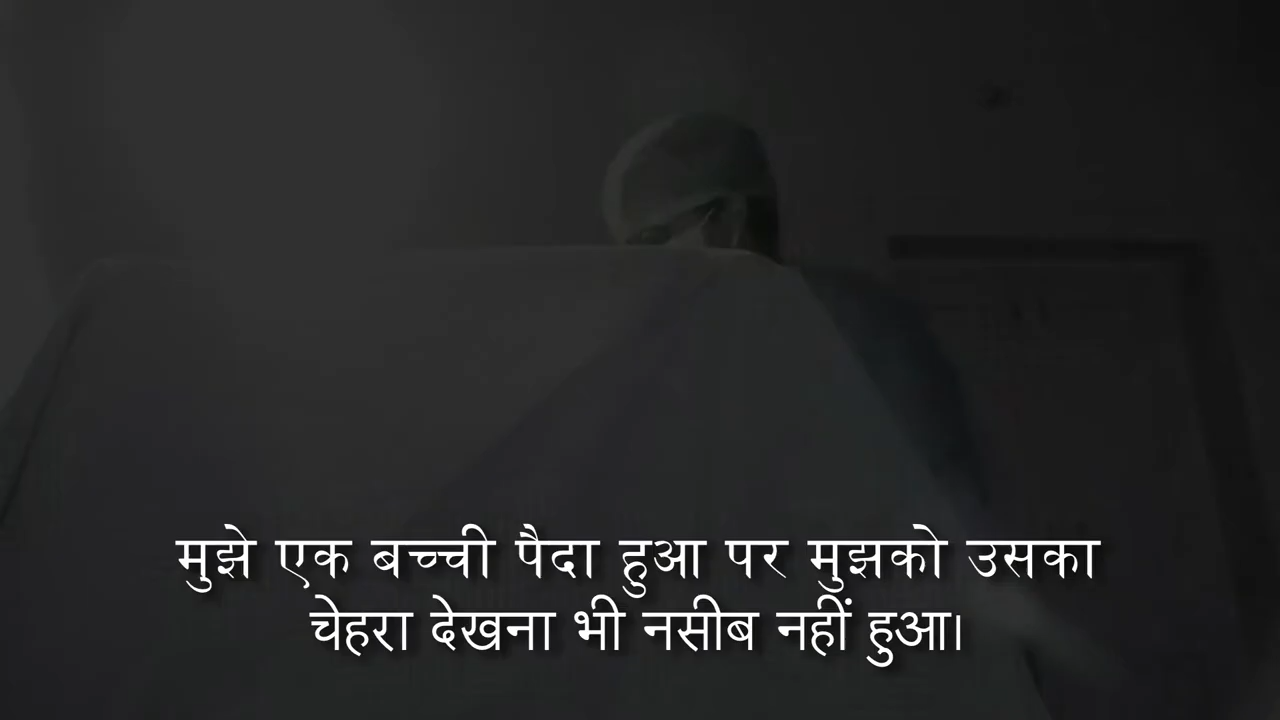 मुझे एक बच्ची पैदा हुआ पर मुझको उसका
चेहरा देखना भी नसीब नहीं हुआ।